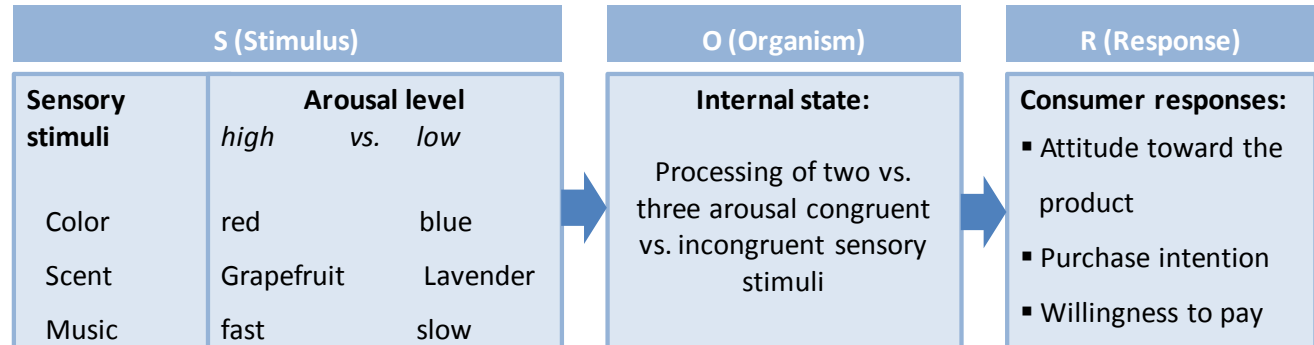 S (Stimulus)
O (Organism)
R (Response)
Sensory
stimuli
Arousal level
high vs. low
Color red blue
Scent Grapefruit Lavender
Music fast slow
Internal state:
Processing of two vs.
three arousal congruent
vs. incongruent sensory
stimuli
Consumer responses:
▪ Attitude toward the
product
▪ Purchase intention
▪ Willingness to pay